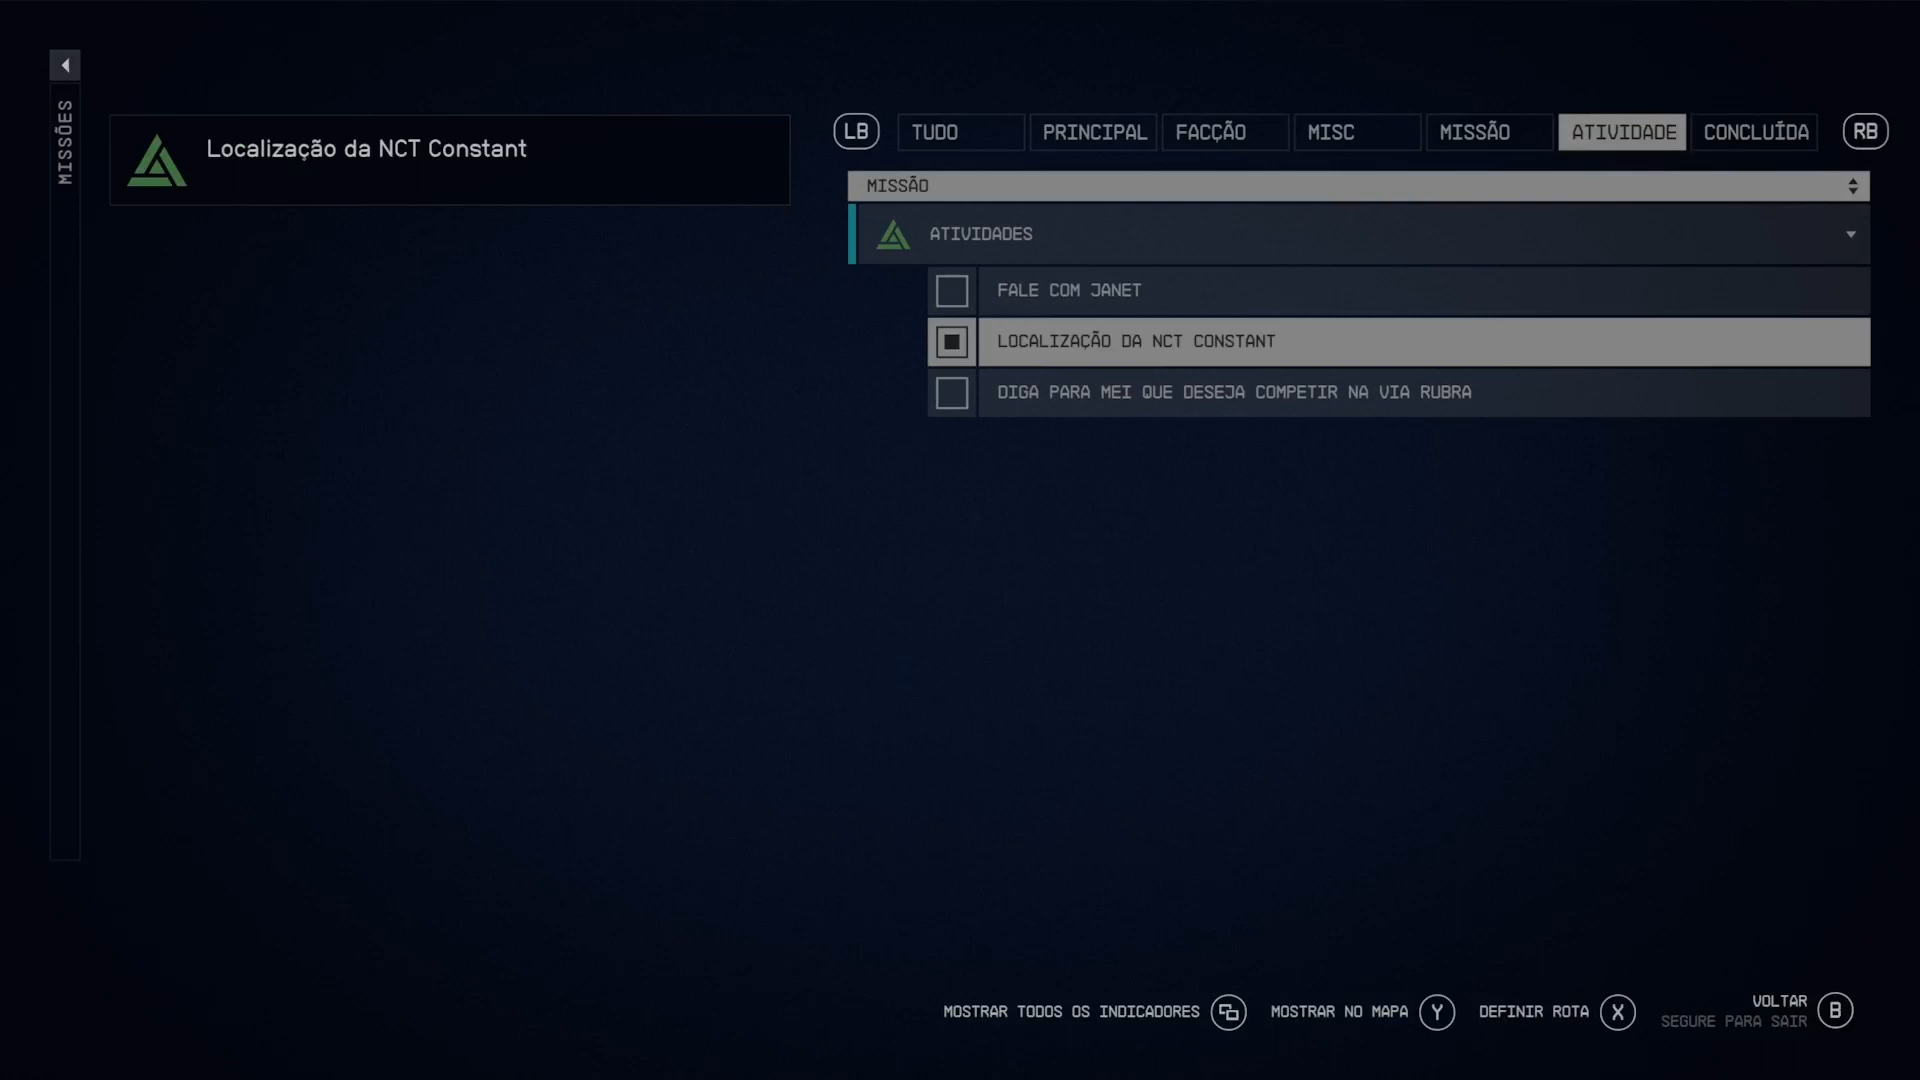 MISSÕES
Localização da NCT Constant
LB
TUDO
PRINCIPAL
FACÇÃO
MISC
MISSÃO
ATIVIDADE
CONCLUÍDA
RB
MISSÃO
ATIVIDADES
FALE COM JANET
LOCALIZAÇÃO DA NCT CONSTANT
DIGA PARA MEI QUE DESEJA COMPETIR NA VIA RUBRA
MOSTRAR TODOS OS INDICADORES
MOSTRAR NO MAPA
Y
DEFINIR ROTA
X
VOLTAR
SEGURE PARA SAIR
B